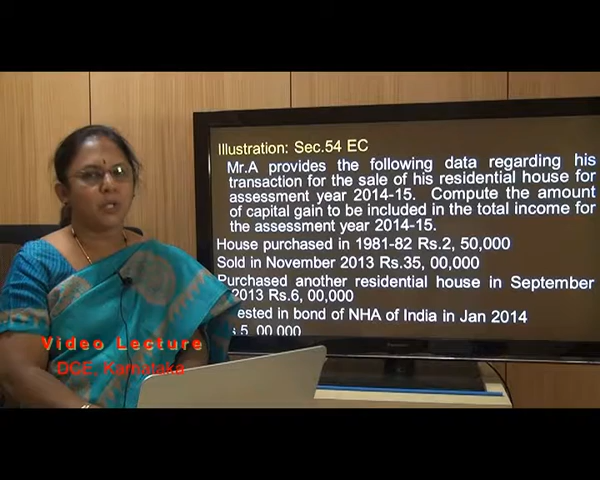 Illustration: Sec.54 EC
Mr.A provides the following data regarding his
transaction for the sale of his residential house for
assessment year 2014-15. Compute the amount
of capital gain to be included in the total income for
the assessment year 2014-15.
House purchased in 1981-82 Rs.2, 50,000
Sold in November 2013 Rs.35, 00,000
Purchased another residential house in September
2013 Rs.6, 00,000
ested in bond of NHA of India in Jan 2014
s.5, 00,000
Video Lecture
DCE, Karnataka